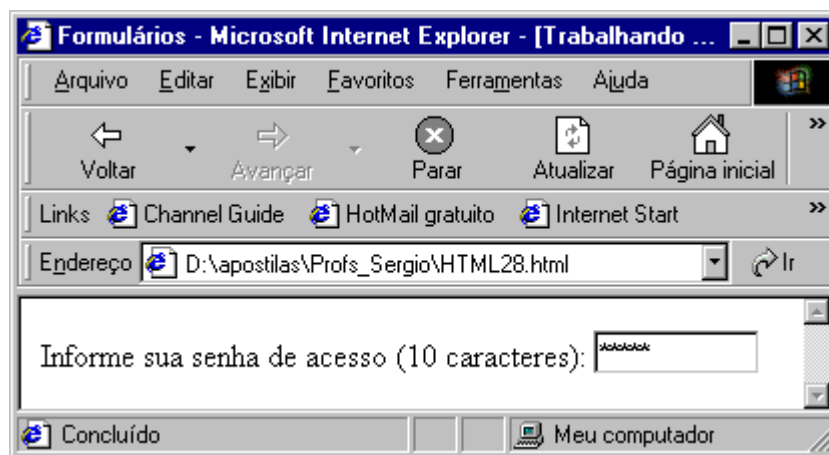 Formulários - Microsoft Internet Explorer - [Trabalhando ...
Arquivo Editar Exibir Favoritos Ferramentas Ajuda
Voltar Avançar Parar Atualizar Página inicial »
Links Channel Guide HotMail gratuito Internet Start »
Endereço D:\apostilas\Profs_Sergio\HTML28.html Ir
Informe sua senha de acesso (10 caracteres): ******
Concluído Meu computador